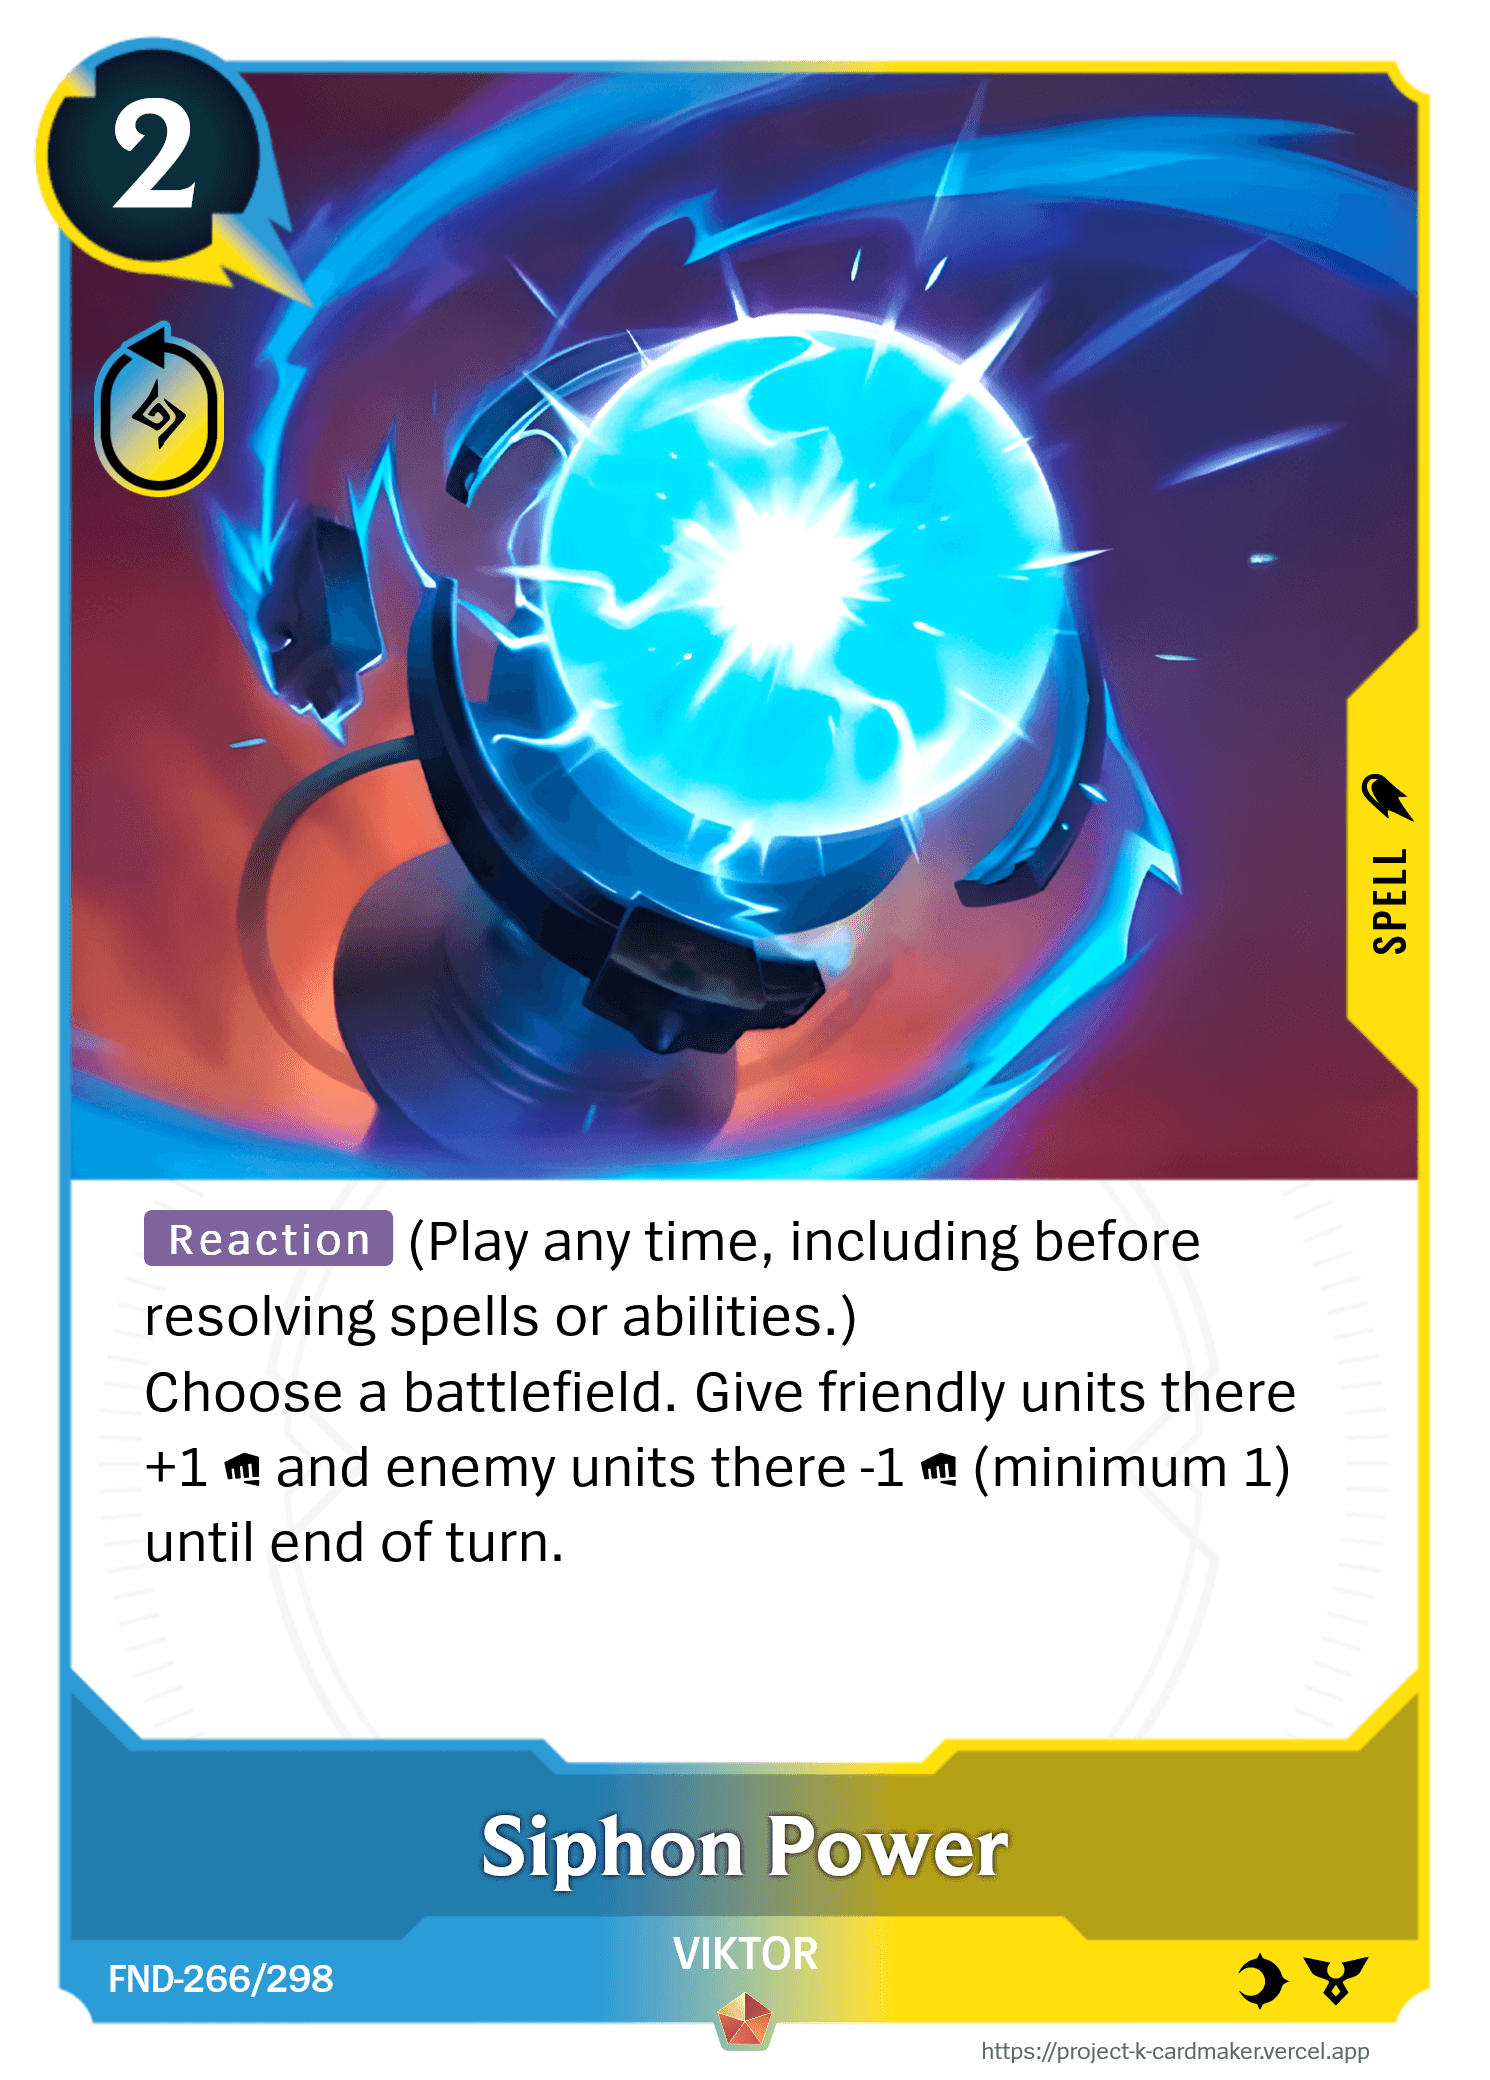 2
SPELL
Reaction (Play any time, including before
resolving spells or abilities.)
Choose a battlefield. Give friendly units there
+1 and enemy units there -1 (minimum 1)
until end of turn.
Siphon Power
VIKTOR
FND-266/298
https://project-k-cardmaker.vercel.app